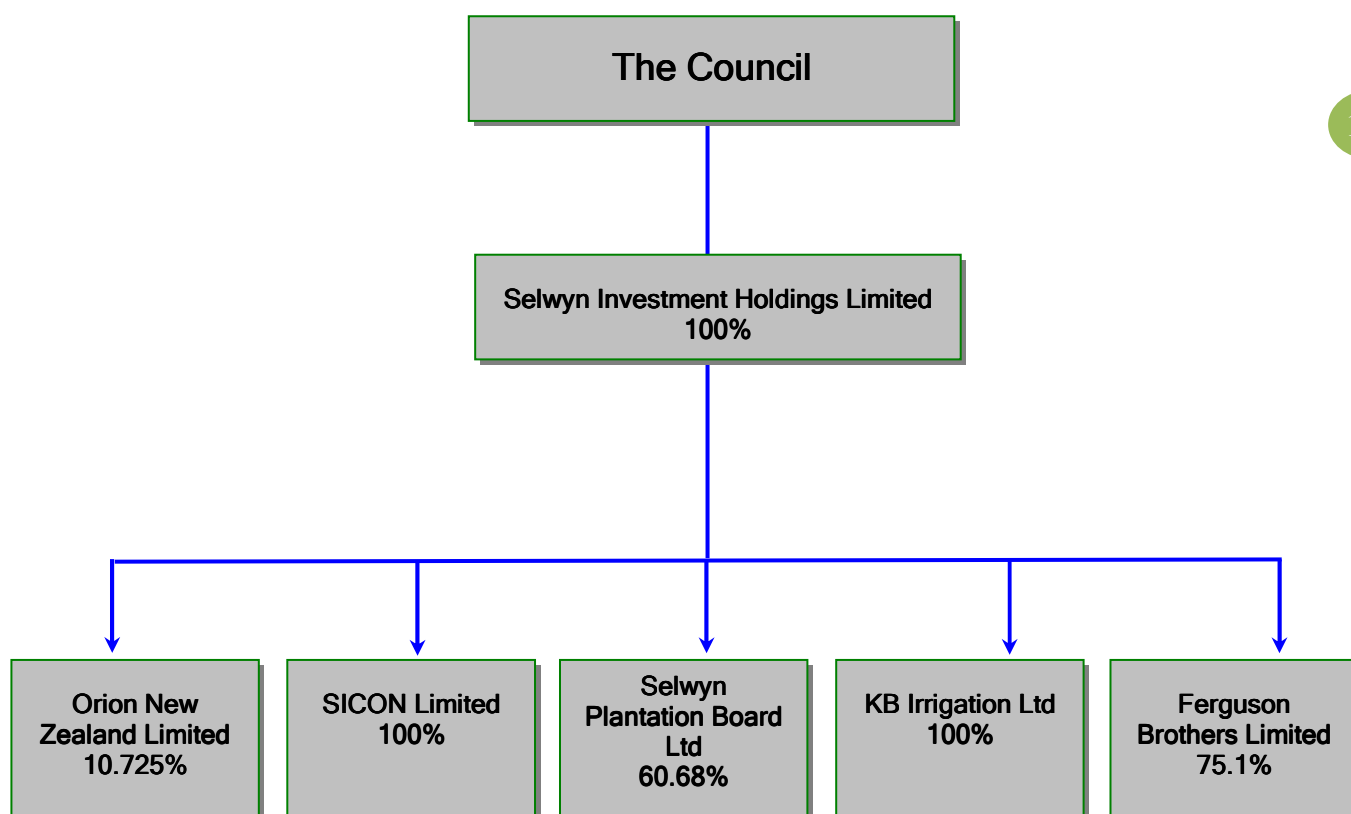 The Council
Selwyn Investment Holdings Limited
100%
Orion New
Zealand Limited
10.725%
SICON Limited
100%
Selwyn
Plantation Board
Ltd
60.68%
KB Irrigation Ltd
100%
Ferguson
Brothers Limited
75.1%